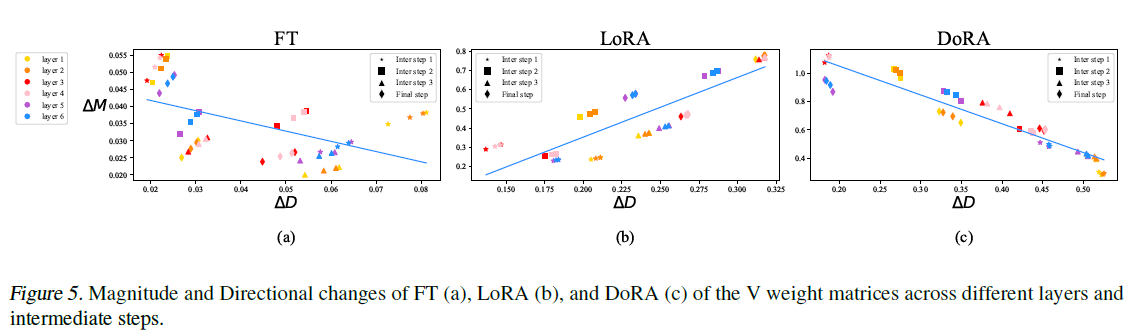 FT
LoRA
DoRA
layer 1
layer 2
layer 3
layer 4
layer 5
layer 6
ΔM
0.055
0.050
0.045
0.040
0.035
0.030
0.025
0.020
Inter step 1
Inter step 2
Inter step 3
Final step
0.02
0.03
0.04
0.05
0.06
0.07
0.08
ΔD
(a)
0.8
0.7
0.6
0.5
0.4
0.3
0.2
Inter step 1
Inter step 2
Inter step 3
Final step
0.150
0.175
0.200
0.225
0.250
0.275
0.300
0.325
ΔD
(b)
1.0
0.8
0.6
0.4
Inter step 1
Inter step 2
Inter step 3
Final step
0.20
0.25
0.30
0.35
0.40
0.45
0.50
ΔD
(c)
Figure 5. Magnitude and Directional changes of FT (a), LoRA (b), and DoRA (c) of the V weight matrices across different layers and
intermediate steps.